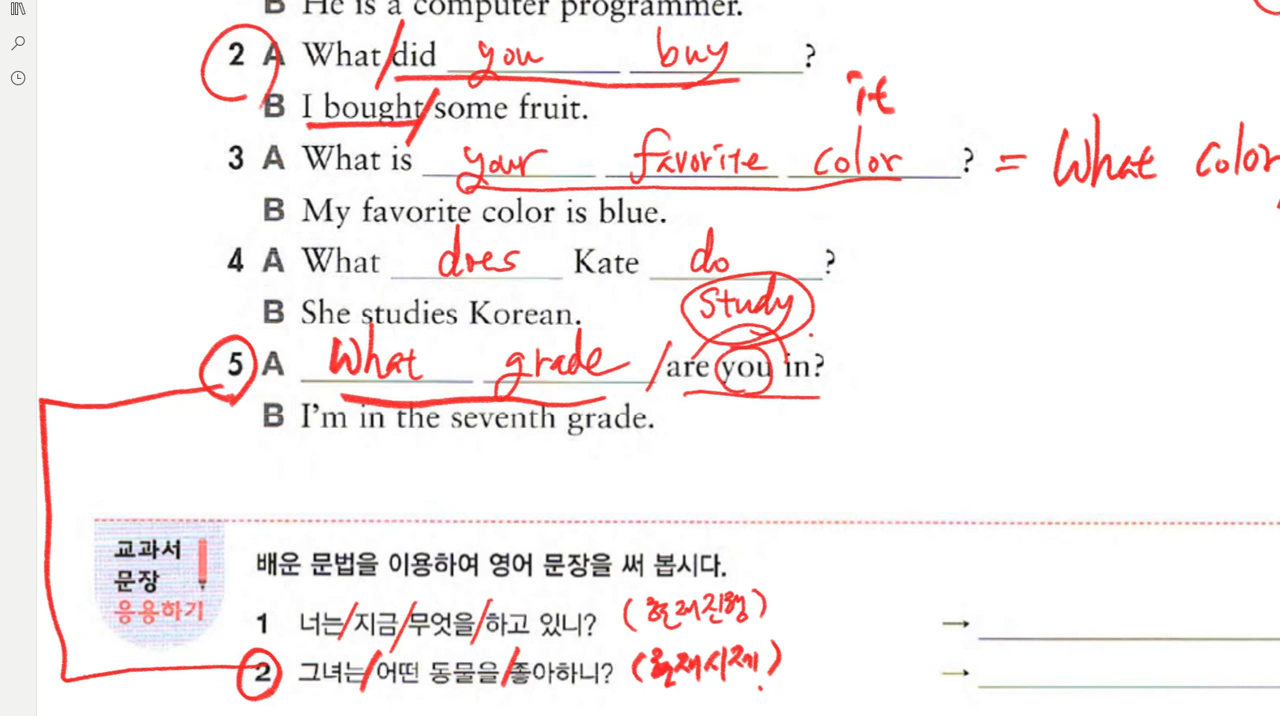 B He is a computer programmer.
2 A What did you buy ?
B I bought some fruit.
it
3 A What is your favorite color ? = What color
B My favorite color is blue.
4 A What does Kate do ?
study
B She studies Korean.
5 A What grade are you in?
B I'm in the seventh grade.
교과서
문장
응용하기
배운 문법을 이용하여 영어 문장을 써 봅시다.
1 너는 지금 무엇을 하고 있니? (현재진행) →
2 그녀는 어떤 동물을 좋아하니? (현재시제) →